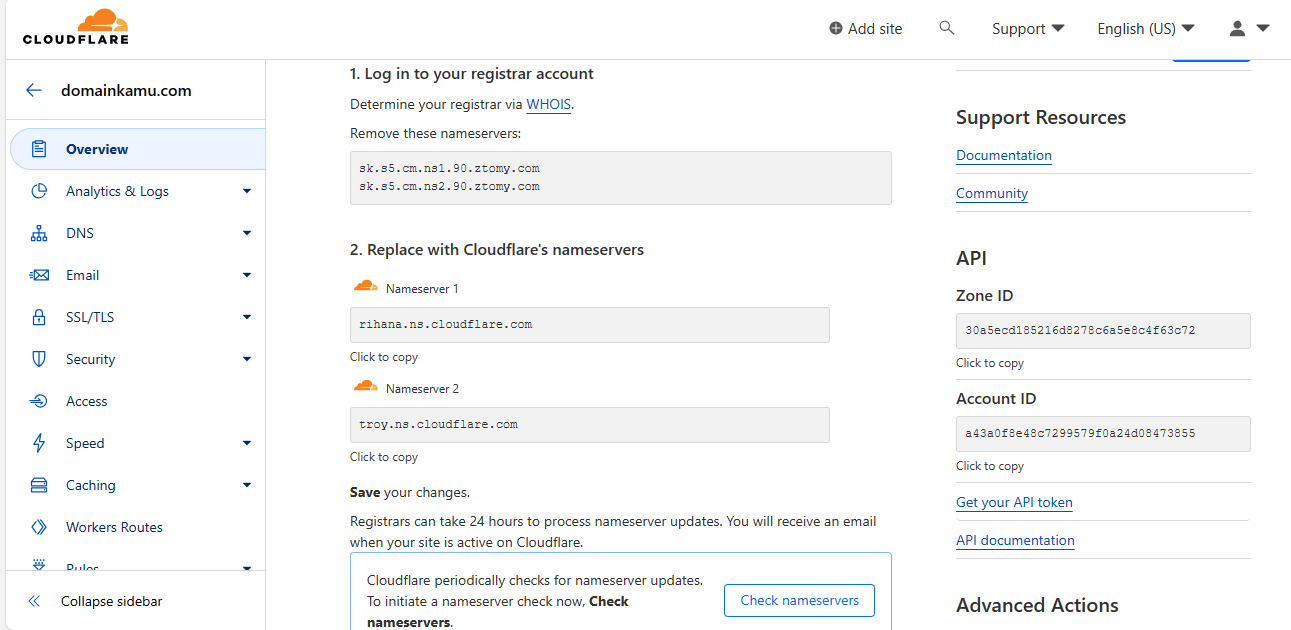 CLOUDFLARE
Add site
Support
English (US)
domainkamu.com
Overview
Analytics & Logs
DNS
Email
SSL/TLS
Security
Access
Speed
Caching
Workers Routes
Rules
Collapse sidebar
1. Log in to your registrar account
Determine your registrar via WHOIS.
Remove these nameservers:
sk.s5.cm.ns1.90.ztomy.com
sk.s5.cm.ns2.90.ztomy.com
2. Replace with Cloudflare's nameservers
Nameserver 1
rihana.ns.cloudflare.com
Click to copy
Nameserver 2
troy.ns.cloudflare.com
Click to copy
Save your changes.
Registrars can take 24 hours to process nameserver updates. You will receive an email
when your site is active on Cloudflare.
Cloudflare periodically checks for nameserver updates.
To initiate a nameserver check now, Check
nameservers.
Check nameservers
Support Resources
Documentation
Community
API
Zone ID
30a5ecd185216d8278c6a5e8c4f63c72
Click to copy
Account ID
a43a0f8e48c7299579f0a24d08473855
Click to copy
Get your API token
API documentation
Advanced Actions